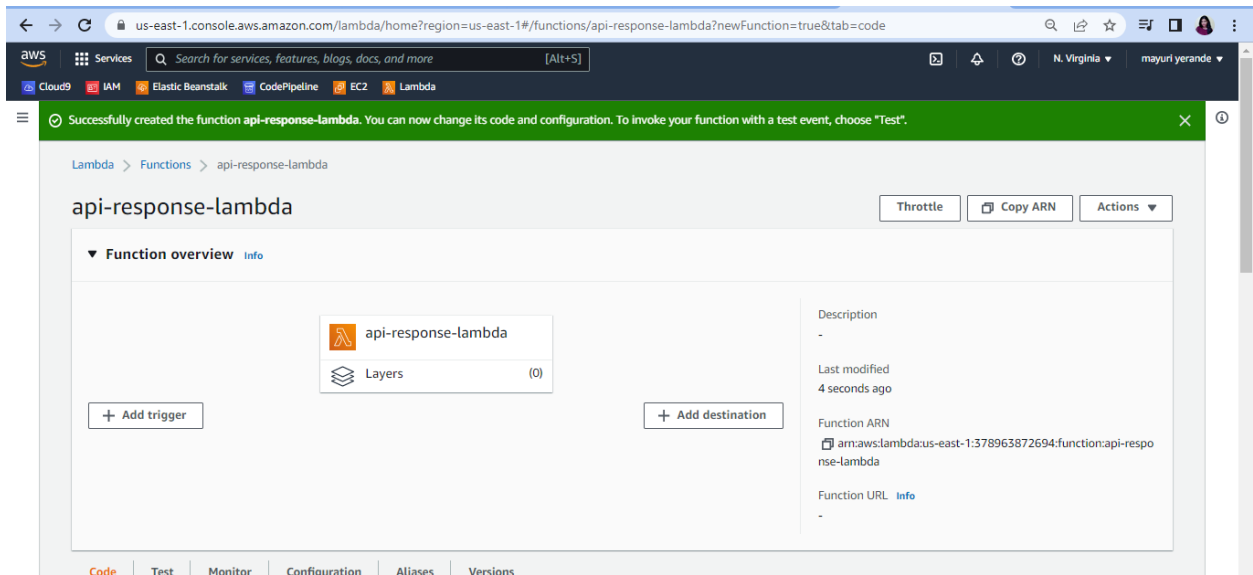 us-east-1.console.aws.amazon.com/lambda/home?region=us-east-1#/functions/api-response-lambda?newFunction=true&tab=code
aws Services Search for services, features, blogs, docs, and more [Alt+S] N. Virginia ▼ mayuri yerande ▼
Cloud9 IAM Elastic Beanstalk CodePipeline EC2 Lambda
Successfully created the function api-response-lambda. You can now change its code and configuration. To invoke your function with a test event, choose "Test".
Lambda > Functions > api-response-lambda
api-response-lambda
Throttle Copy ARN Actions ▼
▼ Function overview Info
api-response-lambda
Layers (0)
+ Add trigger
+ Add destination
Description
-
Last modified
4 seconds ago
Function ARN
arn:aws:lambda:us-east-1:378963872694:function:api-respo
nse-lambda
Function URL Info
-
Code Test Monitor Configuration Aliases Versions